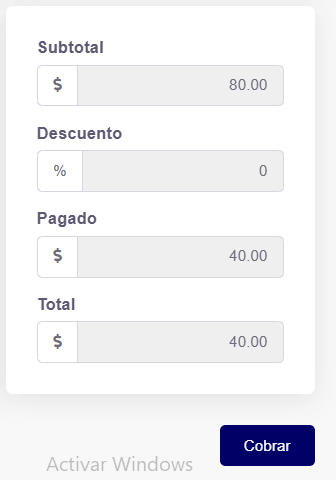 Subtotal
$ 80.00
Descuento
% 0
Pagado
$ 40.00
Total
$ 40.00
Cobrar
Activar Windows